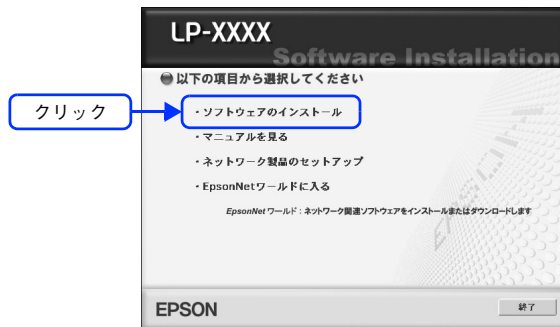 LP-XXXX
Software Installation
以下の項目から選択してください
クリック
・ソフトウェアのインストール
・マニュアルを見る
・ネットワーク製品のセットアップ
・EpsonNetワールドに入る
EpsonNet ワールド：ネットワーク関連ソフトウェアをインストールまたはダウンロードします
EPSON
EPSON
終了